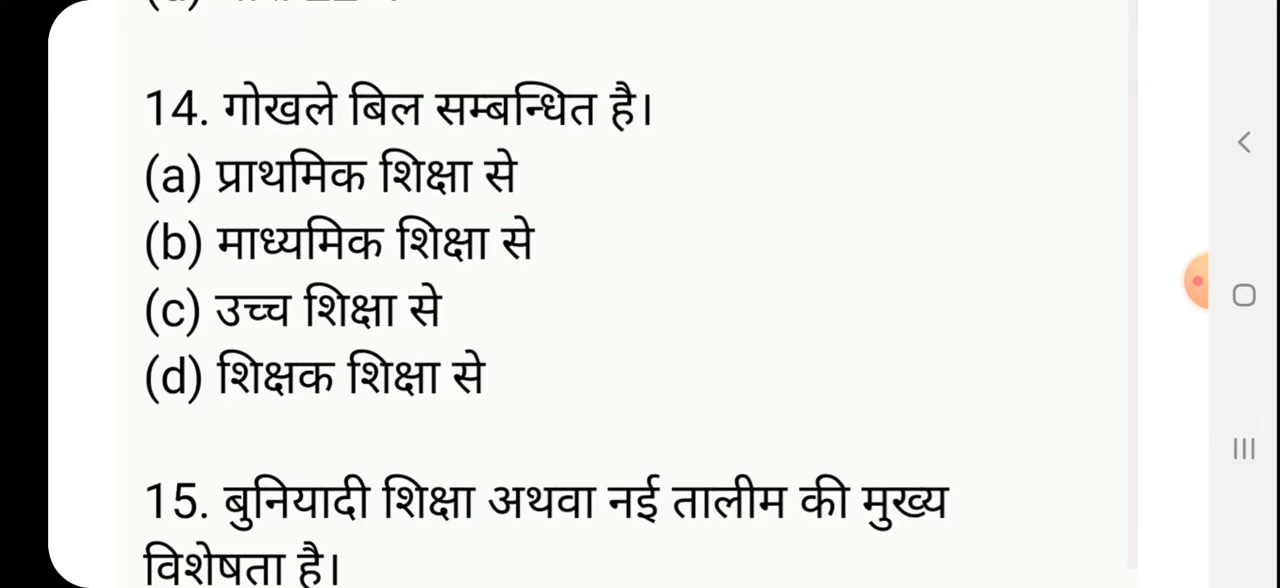 14. गोखले बिल सम्बन्धित है।
(a) प्राथमिक शिक्षा से
(b) माध्यमिक शिक्षा से
(c) उच्च शिक्षा से
(d) शिक्षक शिक्षा से
15. बुनियादी शिक्षा अथवा नई तालीम की मुख्य
विशेषता है।